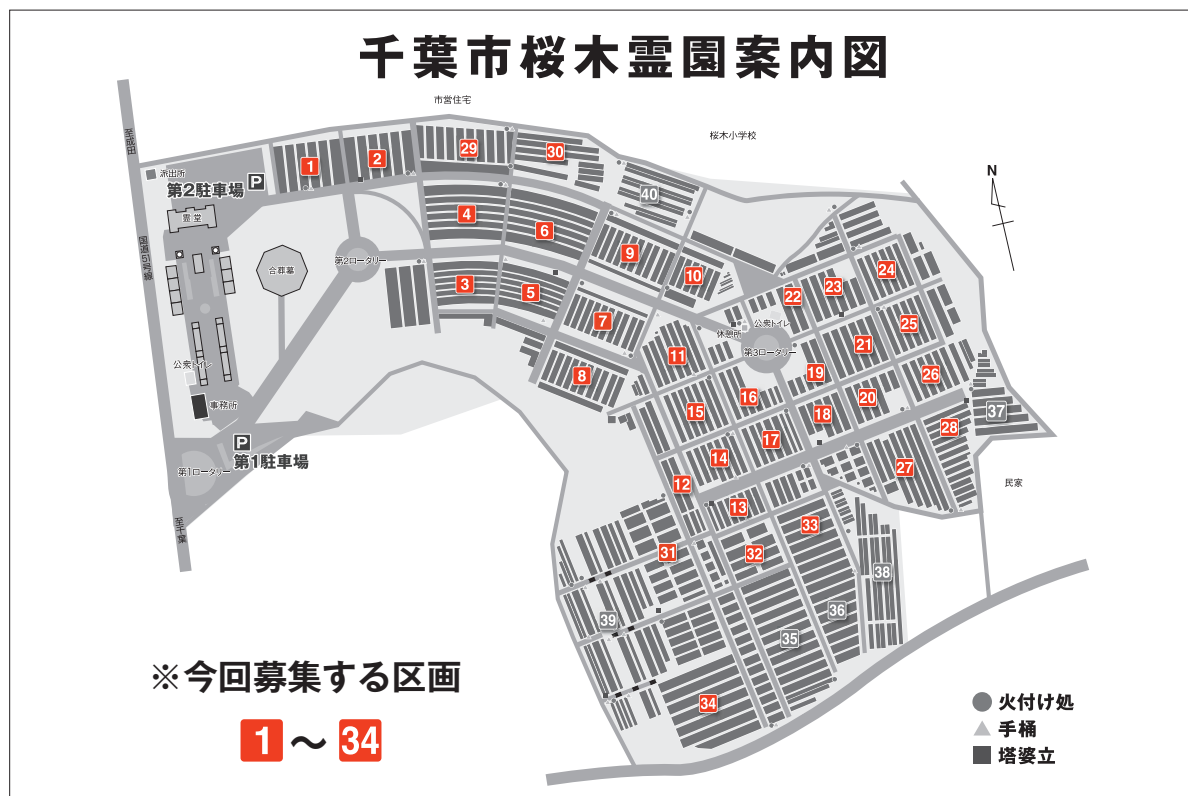 千葉市桜木霊園案内図
市営住宅
桜木小学校
至成田
派出所
第2駐車場
P
霊堂
国道51号線
合葬墓
第2ロータリー
公衆トイレ
事務所
P
第1駐車場
第1ロータリー
至千葉
N
1
2
29
30
40
4
6
9
10
3
5
7
8
22
23
24
公衆トイレ
休憩所
第3ロータリー
21
25
11
19
26
16
20
15
18
37
17
28
14
27
12
13
民家
33
31
32
38
39
36
35
34
※今回募集する区画
1～34
火付け処
手桶
塔婆立